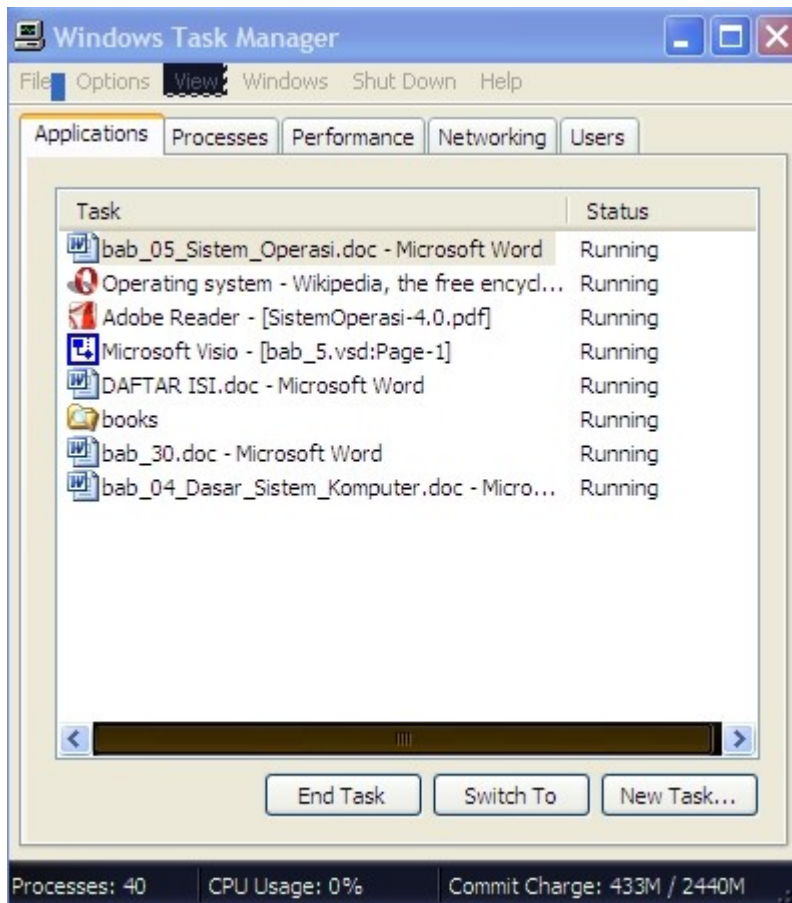 Windows Task Manager
File Options View Windows Shut Down Help
Applications Processes Performance Networking Users
Task Status
bab_05_Sistem_Operasi.doc - Microsoft Word Running
Operating system - Wikipedia, the free encycl... Running
Adobe Reader - [SistemOperasi-4.0.pdf] Running
Microsoft Visio - [bab_5.vsd:Page-1] Running
DAFTAR ISI.doc - Microsoft Word Running
books Running
bab_30.doc - Microsoft Word Running
bab_04_Dasar_Sistem_Komputer.doc - Micro... Running
End Task Switch To New Task...
Processes: 40 CPU Usage: 0% Commit Charge: 433M / 2440M